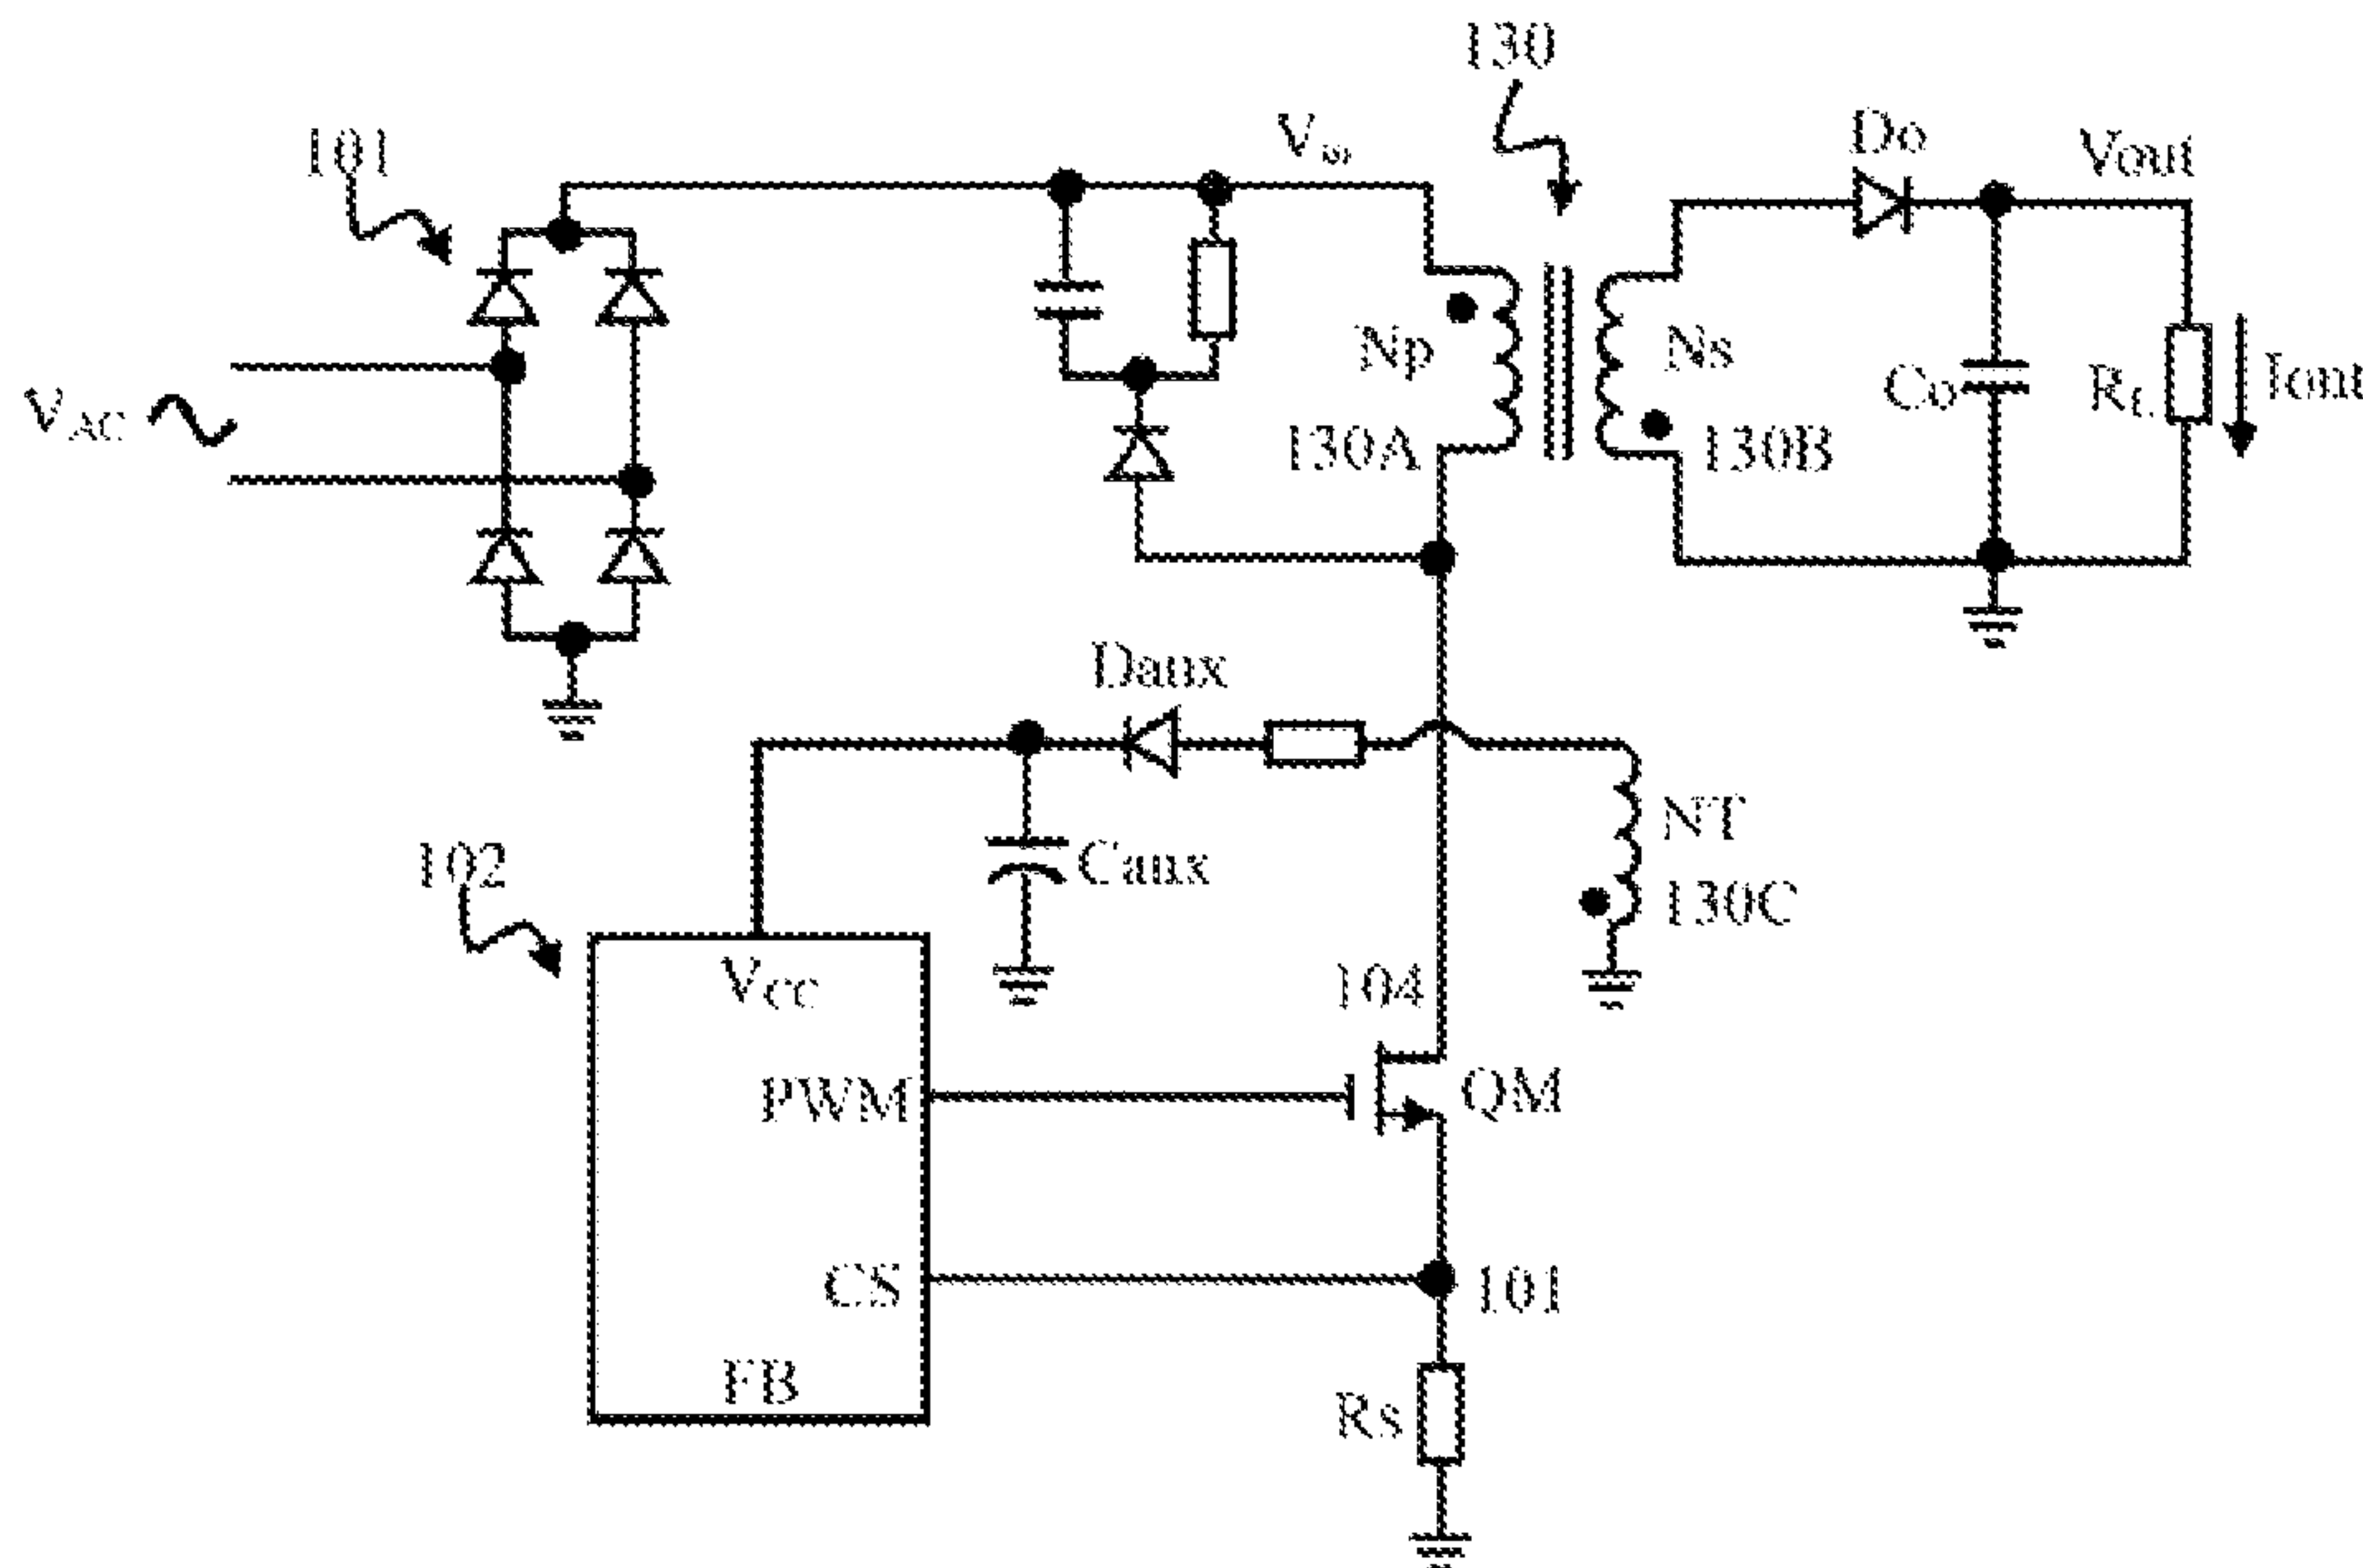 130
101
Vin
Do
Vout
VAC
Np
Ns
Co
RL
Iout
130A
130B
Daux
NT
102
Caux
130C
VCC
104
PWM
QM
CS
101
FB
Rs